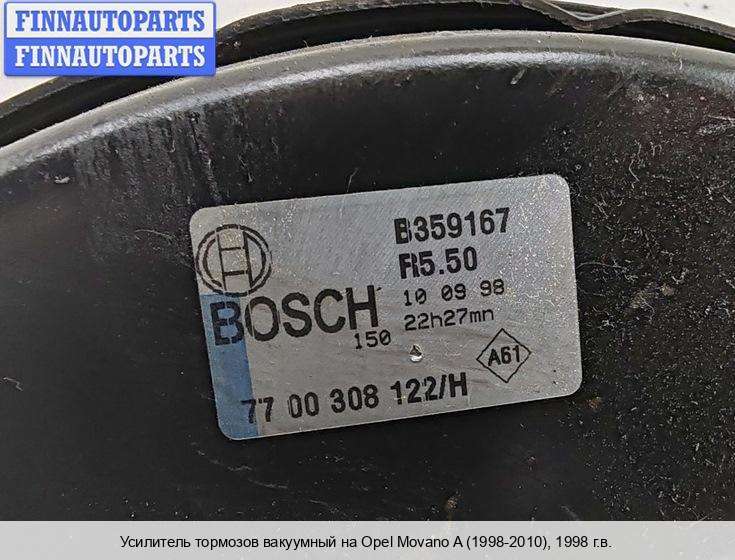 FINNAUTOPARTS
FINNAUTOPARTS
B359167
R5.50
BOSCH
10 09 98
150 22h27mn
A61
77 00 308 122/H
Усилитель тормозов вакуумный на Opel Movano A (1998-2010), 1998 г.в.